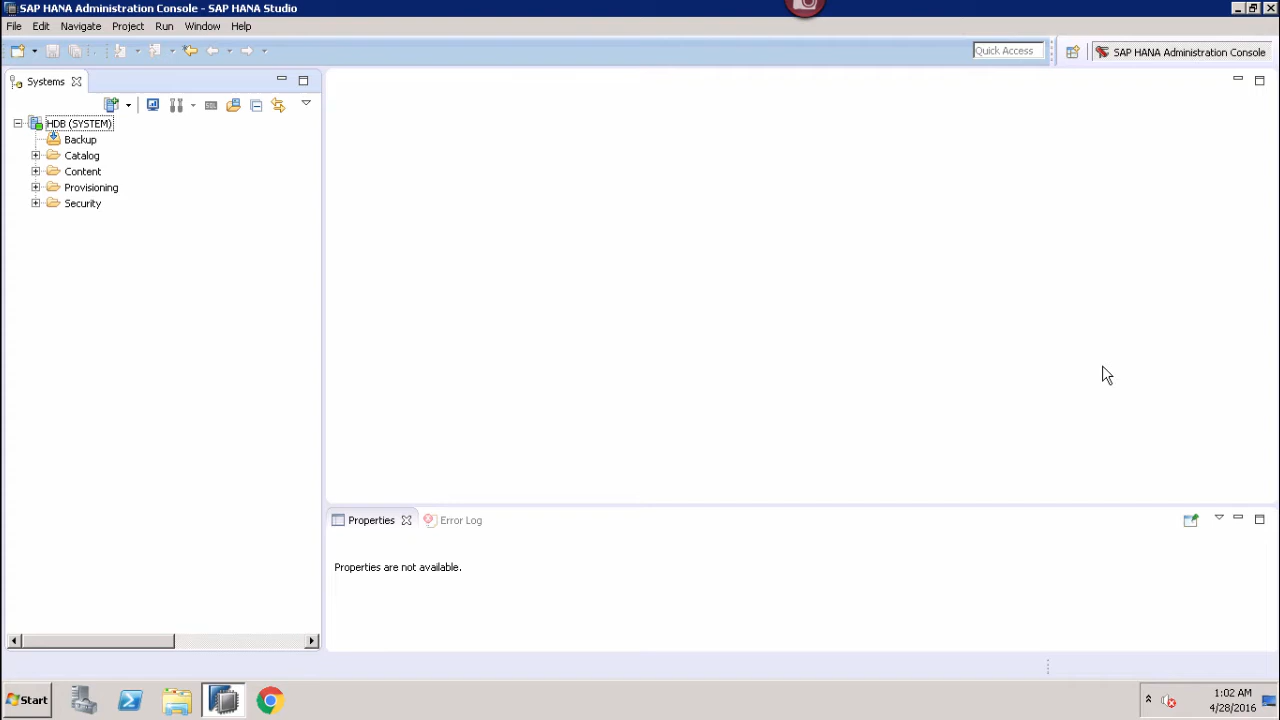 SAP HANA Administration Console - SAP HANA Studio
File Edit Navigate Project Run Window Help
Quick Access
SAP HANA Administration Console
Systems
SQL
HDB (SYSTEM)
Backup
Catalog
Content
Provisioning
Security
Properties
Error Log
Properties are not available.
Start
1:02 AM
4/28/2016